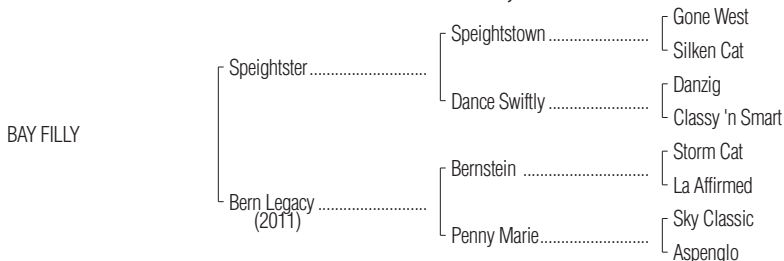 Gone West
Speightstown ........................
Silken Cat
Speightster............................
Danzig
Dance Swiftly ........................
Classy 'n Smart
BAY FILLY
Storm Cat
Bernstein ..............................
La Affirmed
Bern Legacy ..........................
(2011)
Sky Classic
Penny Marie..........................
Aspenglo